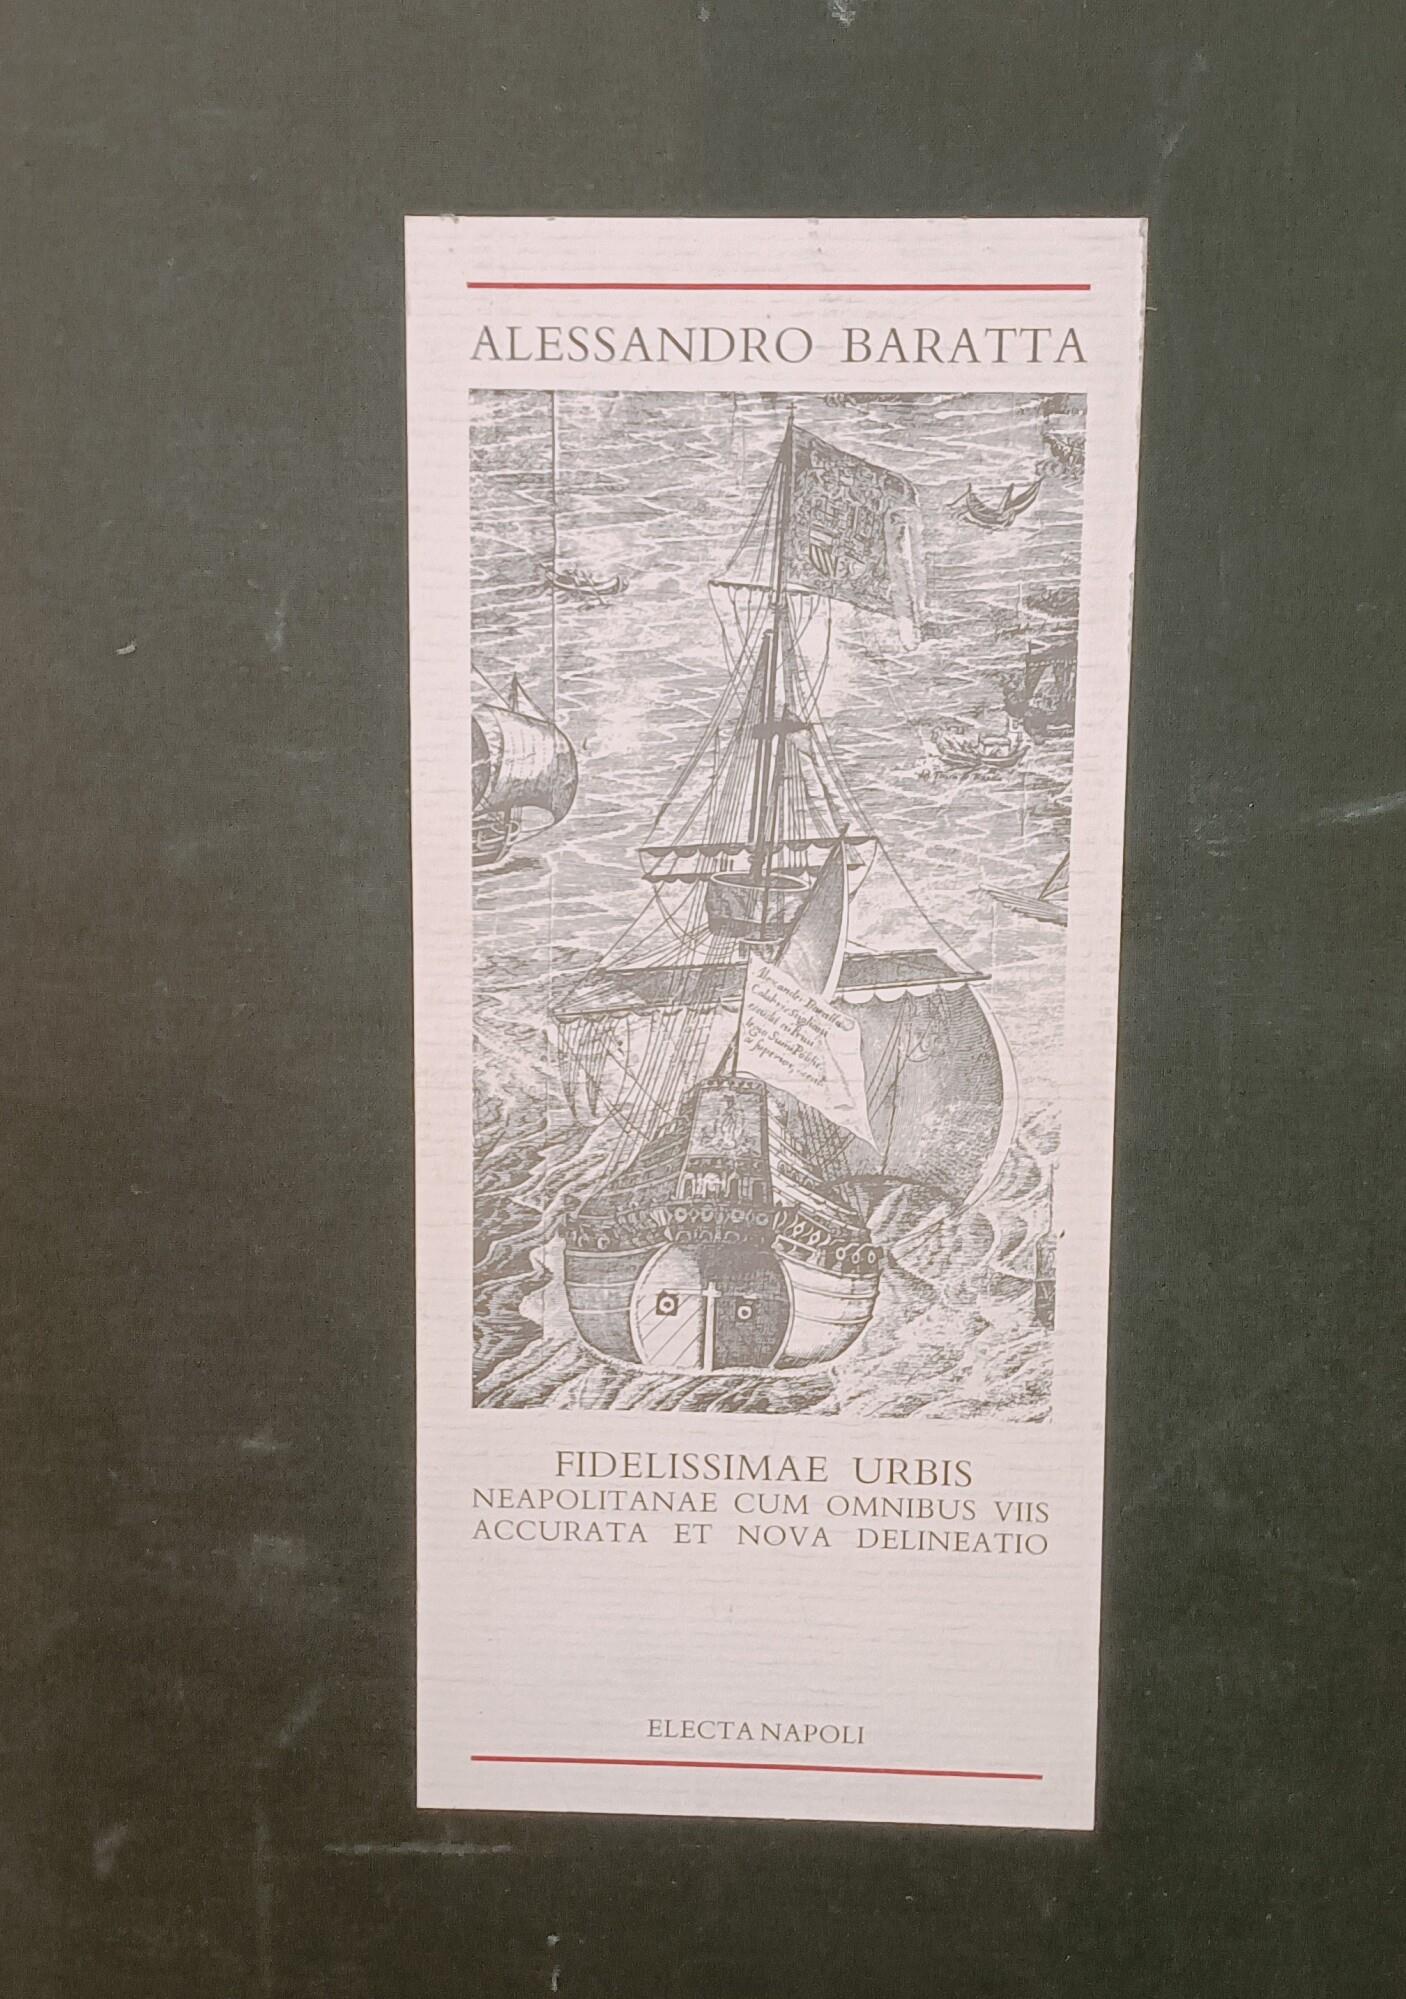 ALESSANDRO BARATTA
FIDELISSIMAE URBIS
NEAPOLITANAE CUM OMNIBUS VIIS
ACCURATA ET NOVA DELINEATIO
ELECTA NAPOLI